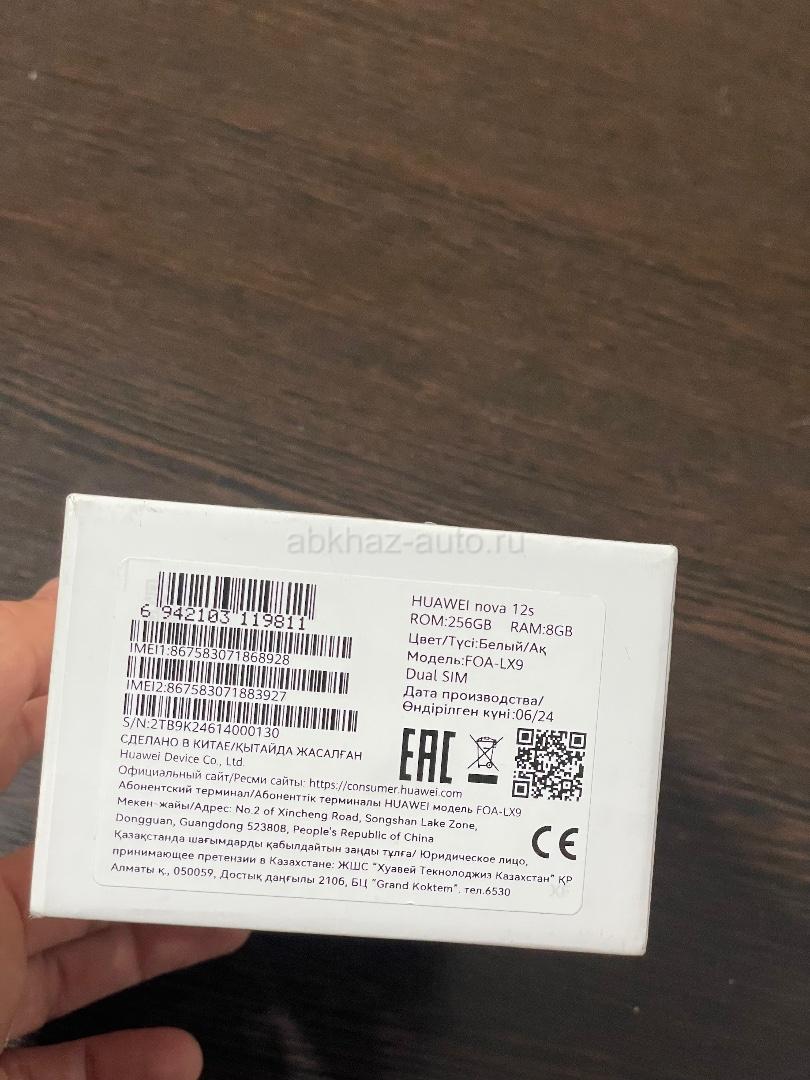 abkhaz-auto.ru
6 942103 119811
IMEI1:867583071868928
IMEI2:867583071883927
S/N:2TB9K24614000130
HUAWEI nova 12s
ROM:256GB RAM:8GB
Цвет/Түсі:Белый/Ақ
Модель:FOA-LX9
Dual SIM
Дата производства/
Өндірілген күні:06/24
EAC
СДЕЛАНО В КИТАЕ/ҚЫТАЙДА ЖАСАЛҒАН
Huawei Device Co., Ltd.
Официальный сайт/Ресми сайты: https://consumer.huawei.com
Абонентский терминал/Абоненттік терминалы HUAWEI модель FOA-LX9
Мекен-жайы/Адрес: No.2 of Xincheng Road, Songshan Lake Zone,
Dongguan, Guangdong 523808, People's Republic of China
CE
Қазақстанда шағымдарды қабылдайтын заңды тұлға/ Юридическое лицо,
принимающее претензии в Казахстане: ЖШС "Хуавей Текнолоджиз Казахстан" ҚР
Алматы қ., 050059, Достық даңғылы 210б, БЦ "Grand Koktem". тел.6530